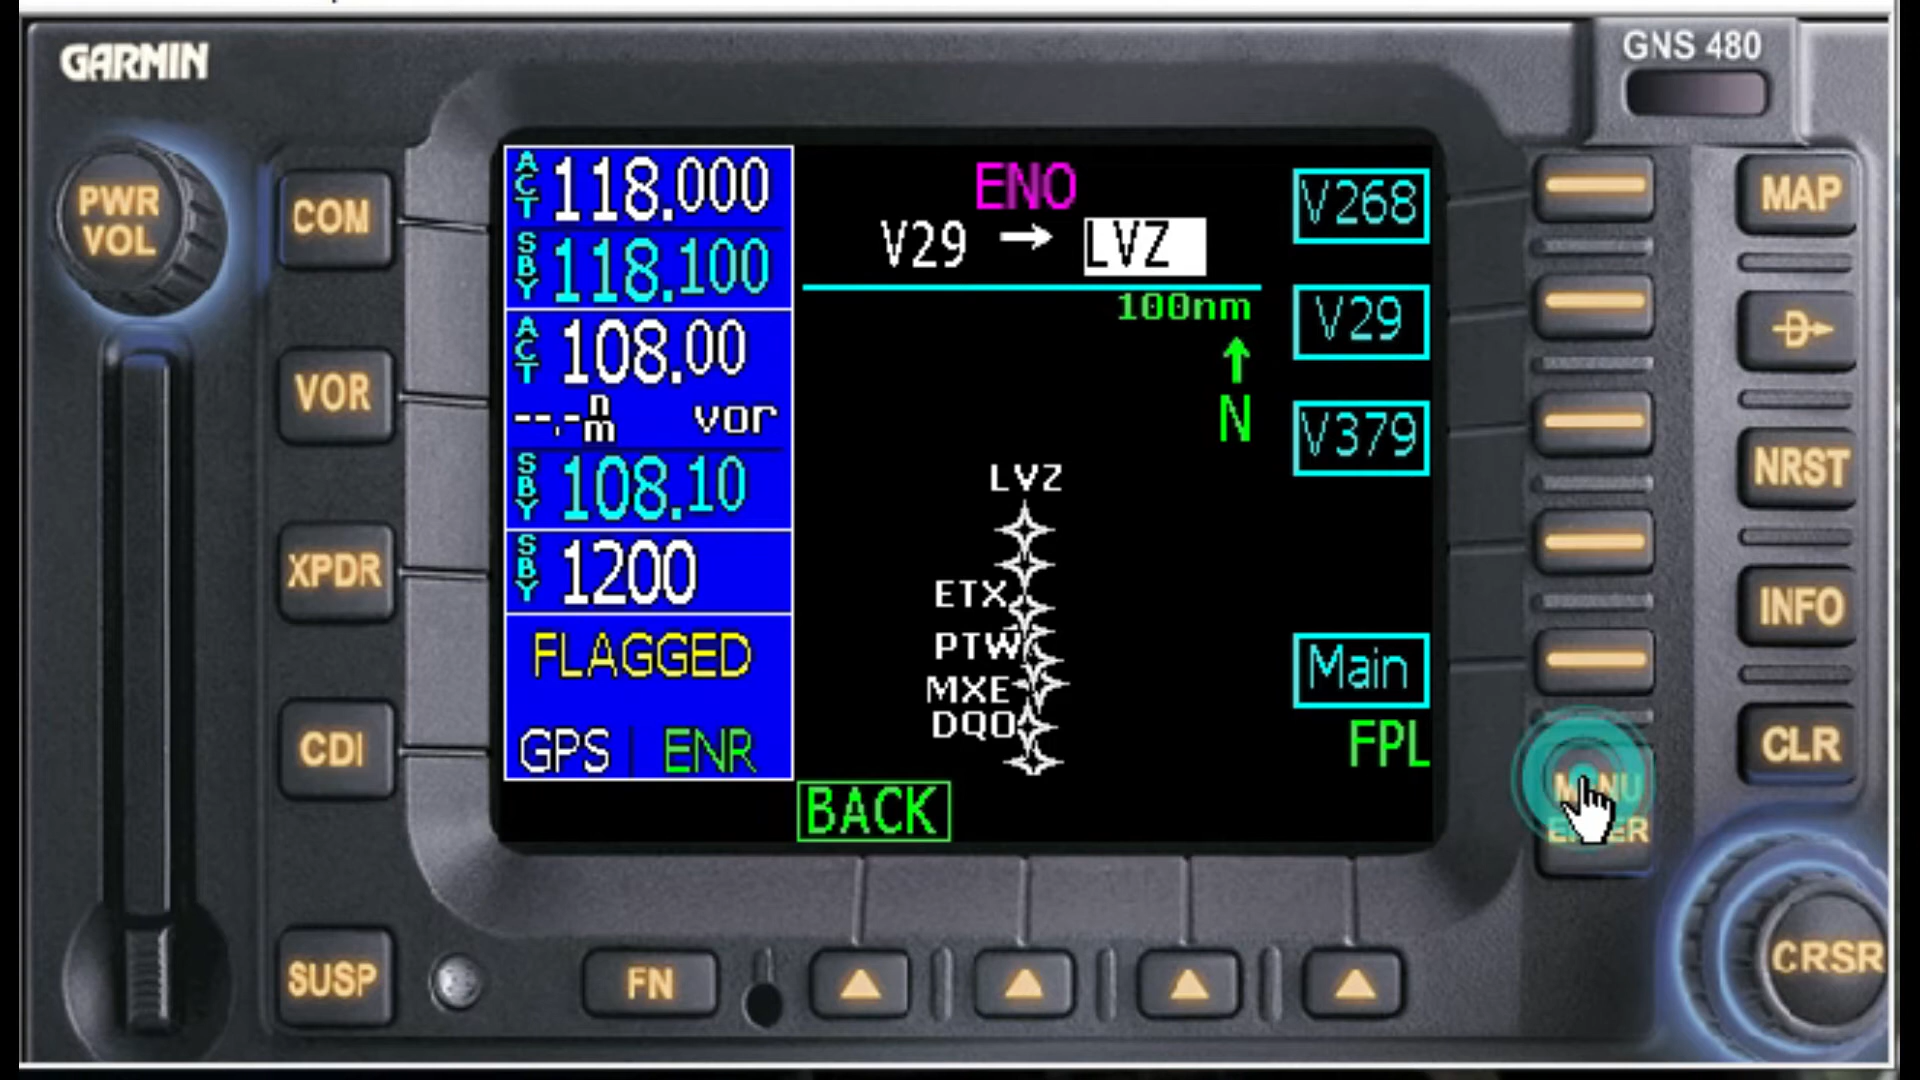 GARMIN
GNS 480
PWR
VOL
COM
VOR
XPDR
CDI
SUSP
FN
ACT 118.000
SBY 118.100
ACT 108.00
--.-nm vor
SBY 108.10
SBY 1200
FLAGGED
GPS ENR
ENO
V29 → LVZ
100nm
N
LVZ
ETX
PTW
MXE
DQO
BACK
V268
V29
V379
Main
FPL
MAP
D
NRST
INFO
CLR
CRSR